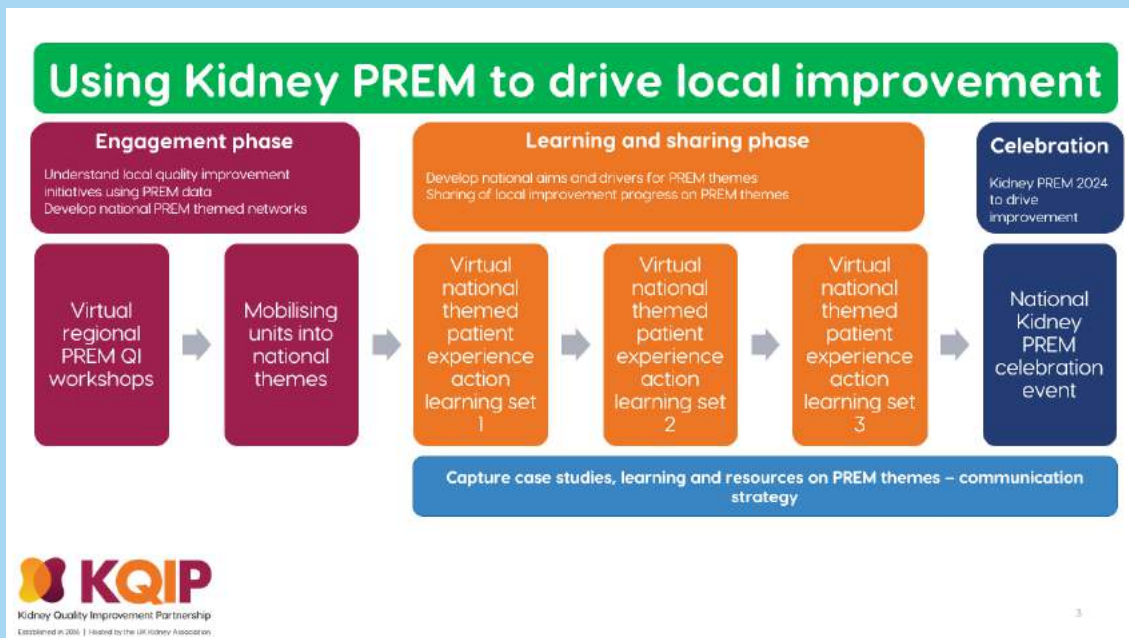 Using Kidney PREM to drive local improvement
Engagement phase
Understand local quality improvement
initiatives using PREM data
Develop national PREM themed networks
Learning and sharing phase
Develop national aims and drivers for PREM themes
Sharing of local improvement progress on PREM themes
Celebration
Kidney PREM 2024
to drive
improvement
Virtual
regional
PREM QI
workshops
Mobilising
units into
national
themes
Virtual
national
themed
patient
experience
action
learning set
1
Virtual
national
themed
patient
experience
action
learning set
2
Virtual
national
themed
patient
experience
action
learning set
3
National
Kidney
PREM
celebration
event
Capture case studies, learning and resources on PREM themes – communication
strategy
KQIP
Kidney Quality Improvement Partnership
Established in 2016 | Hosted by the UK Kidney Association
3